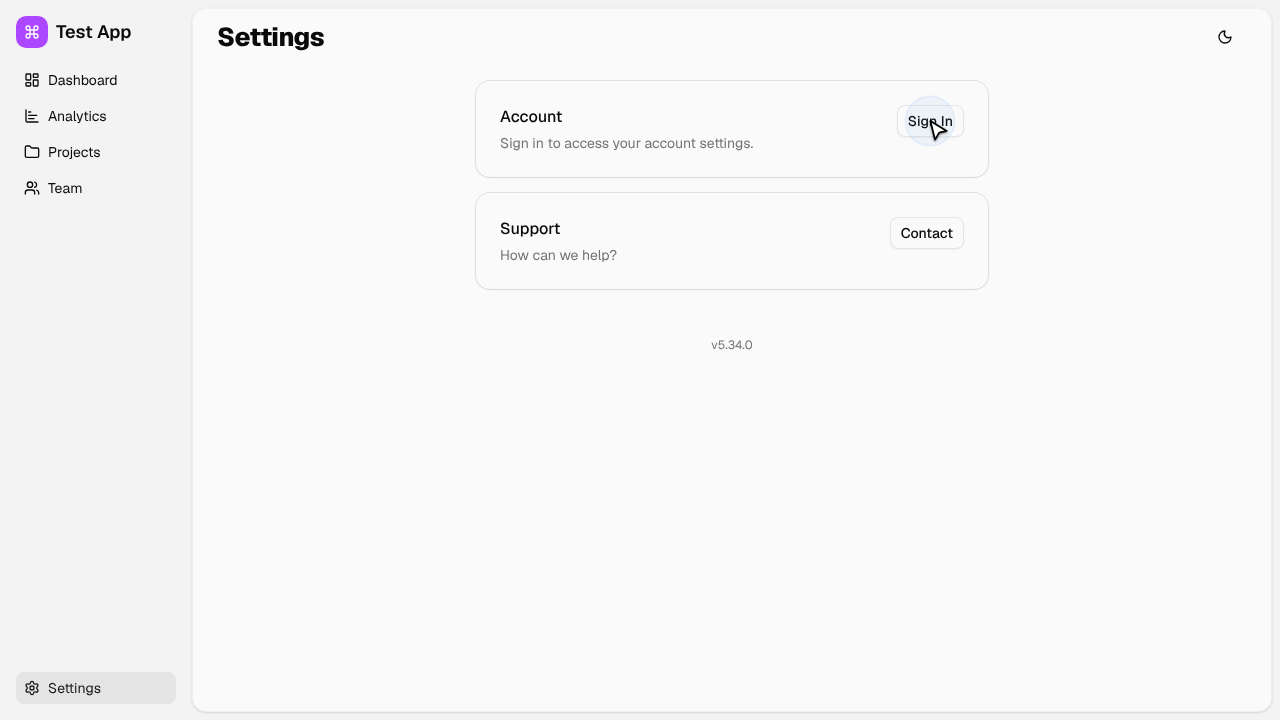 Test App
Dashboard
Analytics
Projects
Team
Settings
Settings
Account
Sign in to access your account settings.
Sign In
Support
How can we help?
Contact
v5.34.0